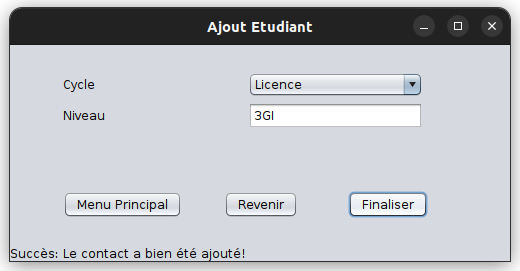 Ajout Etudiant
Cycle
Licence
Niveau
3GI
Menu Principal
Revenir
Finaliser
Succès: Le contact a bien été ajouté!